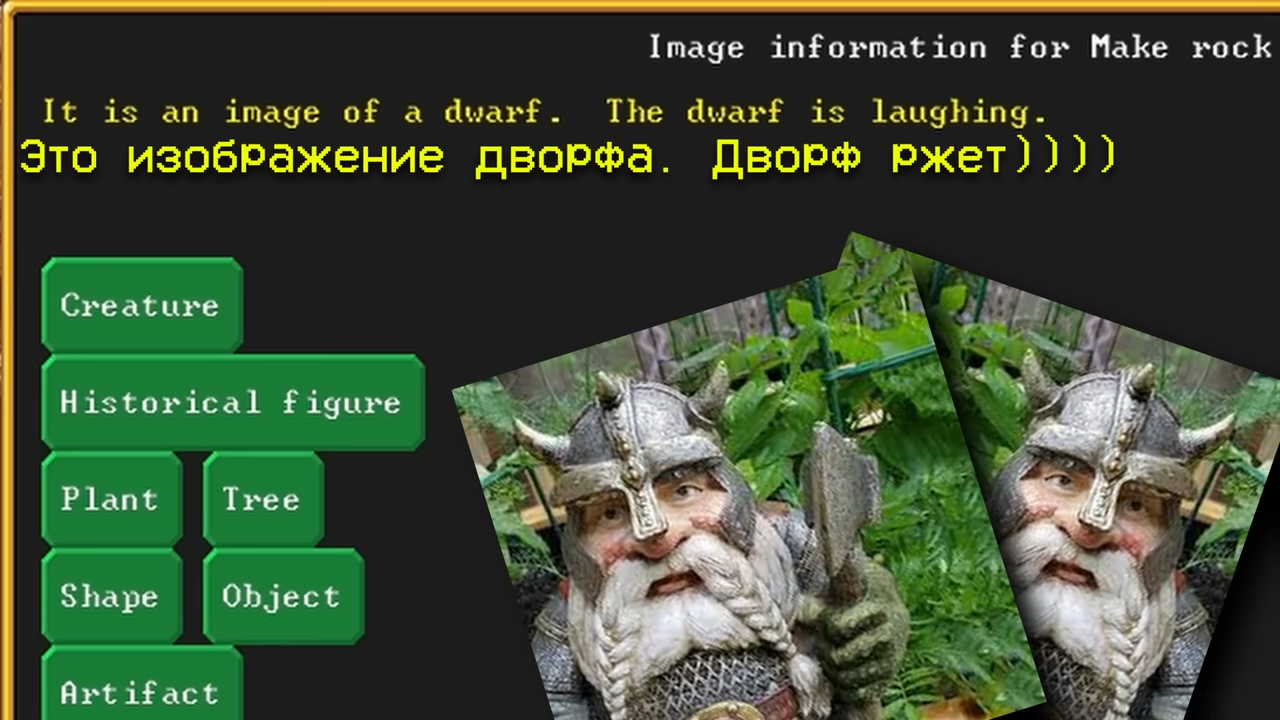 Image information for Make rock
It is an image of a dwarf. The dwarf is laughing.
Это изображение дворфа. Дворф ржет))))
Creature
Historical figure
Plant Tree
Shape Object
Artifact